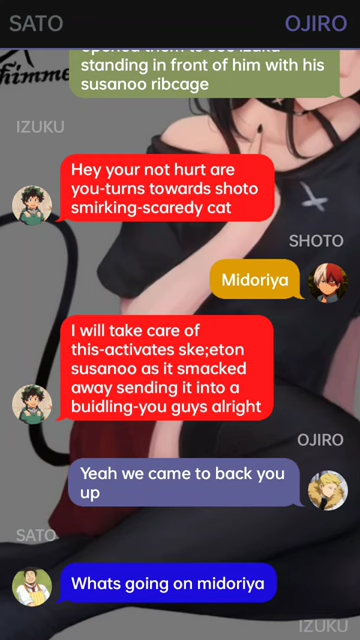 SATO
OJIRO
opened them to see izuku
standing in front of him with his
susanoo ribcage
himme
IZUKU
Hey your not hurt are
you-turns towards shoto
smirking-scaredy cat
SHOTO
Midoriya
I will take care of
this-activates ske;eton
susanoo as it smacked
away sending it into a
buidling-you guys alright
OJIRO
Yeah we came to back you
up
SATO
Whats going on midoriya
IZUKU